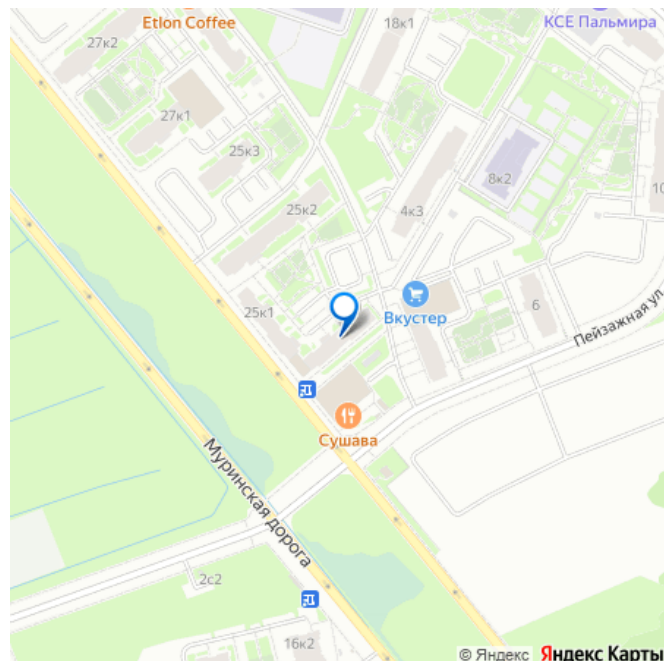 Etlon Coffee
18к1
КСЕ Пальмира
27к2
27к1
25к3
8к2
10
25к2
4к3
25к1
Вкустер
6
Пейзажная ул.
Сушава
Муринская дорога
2с2
16к2
© Яндекс Яндекс Карты